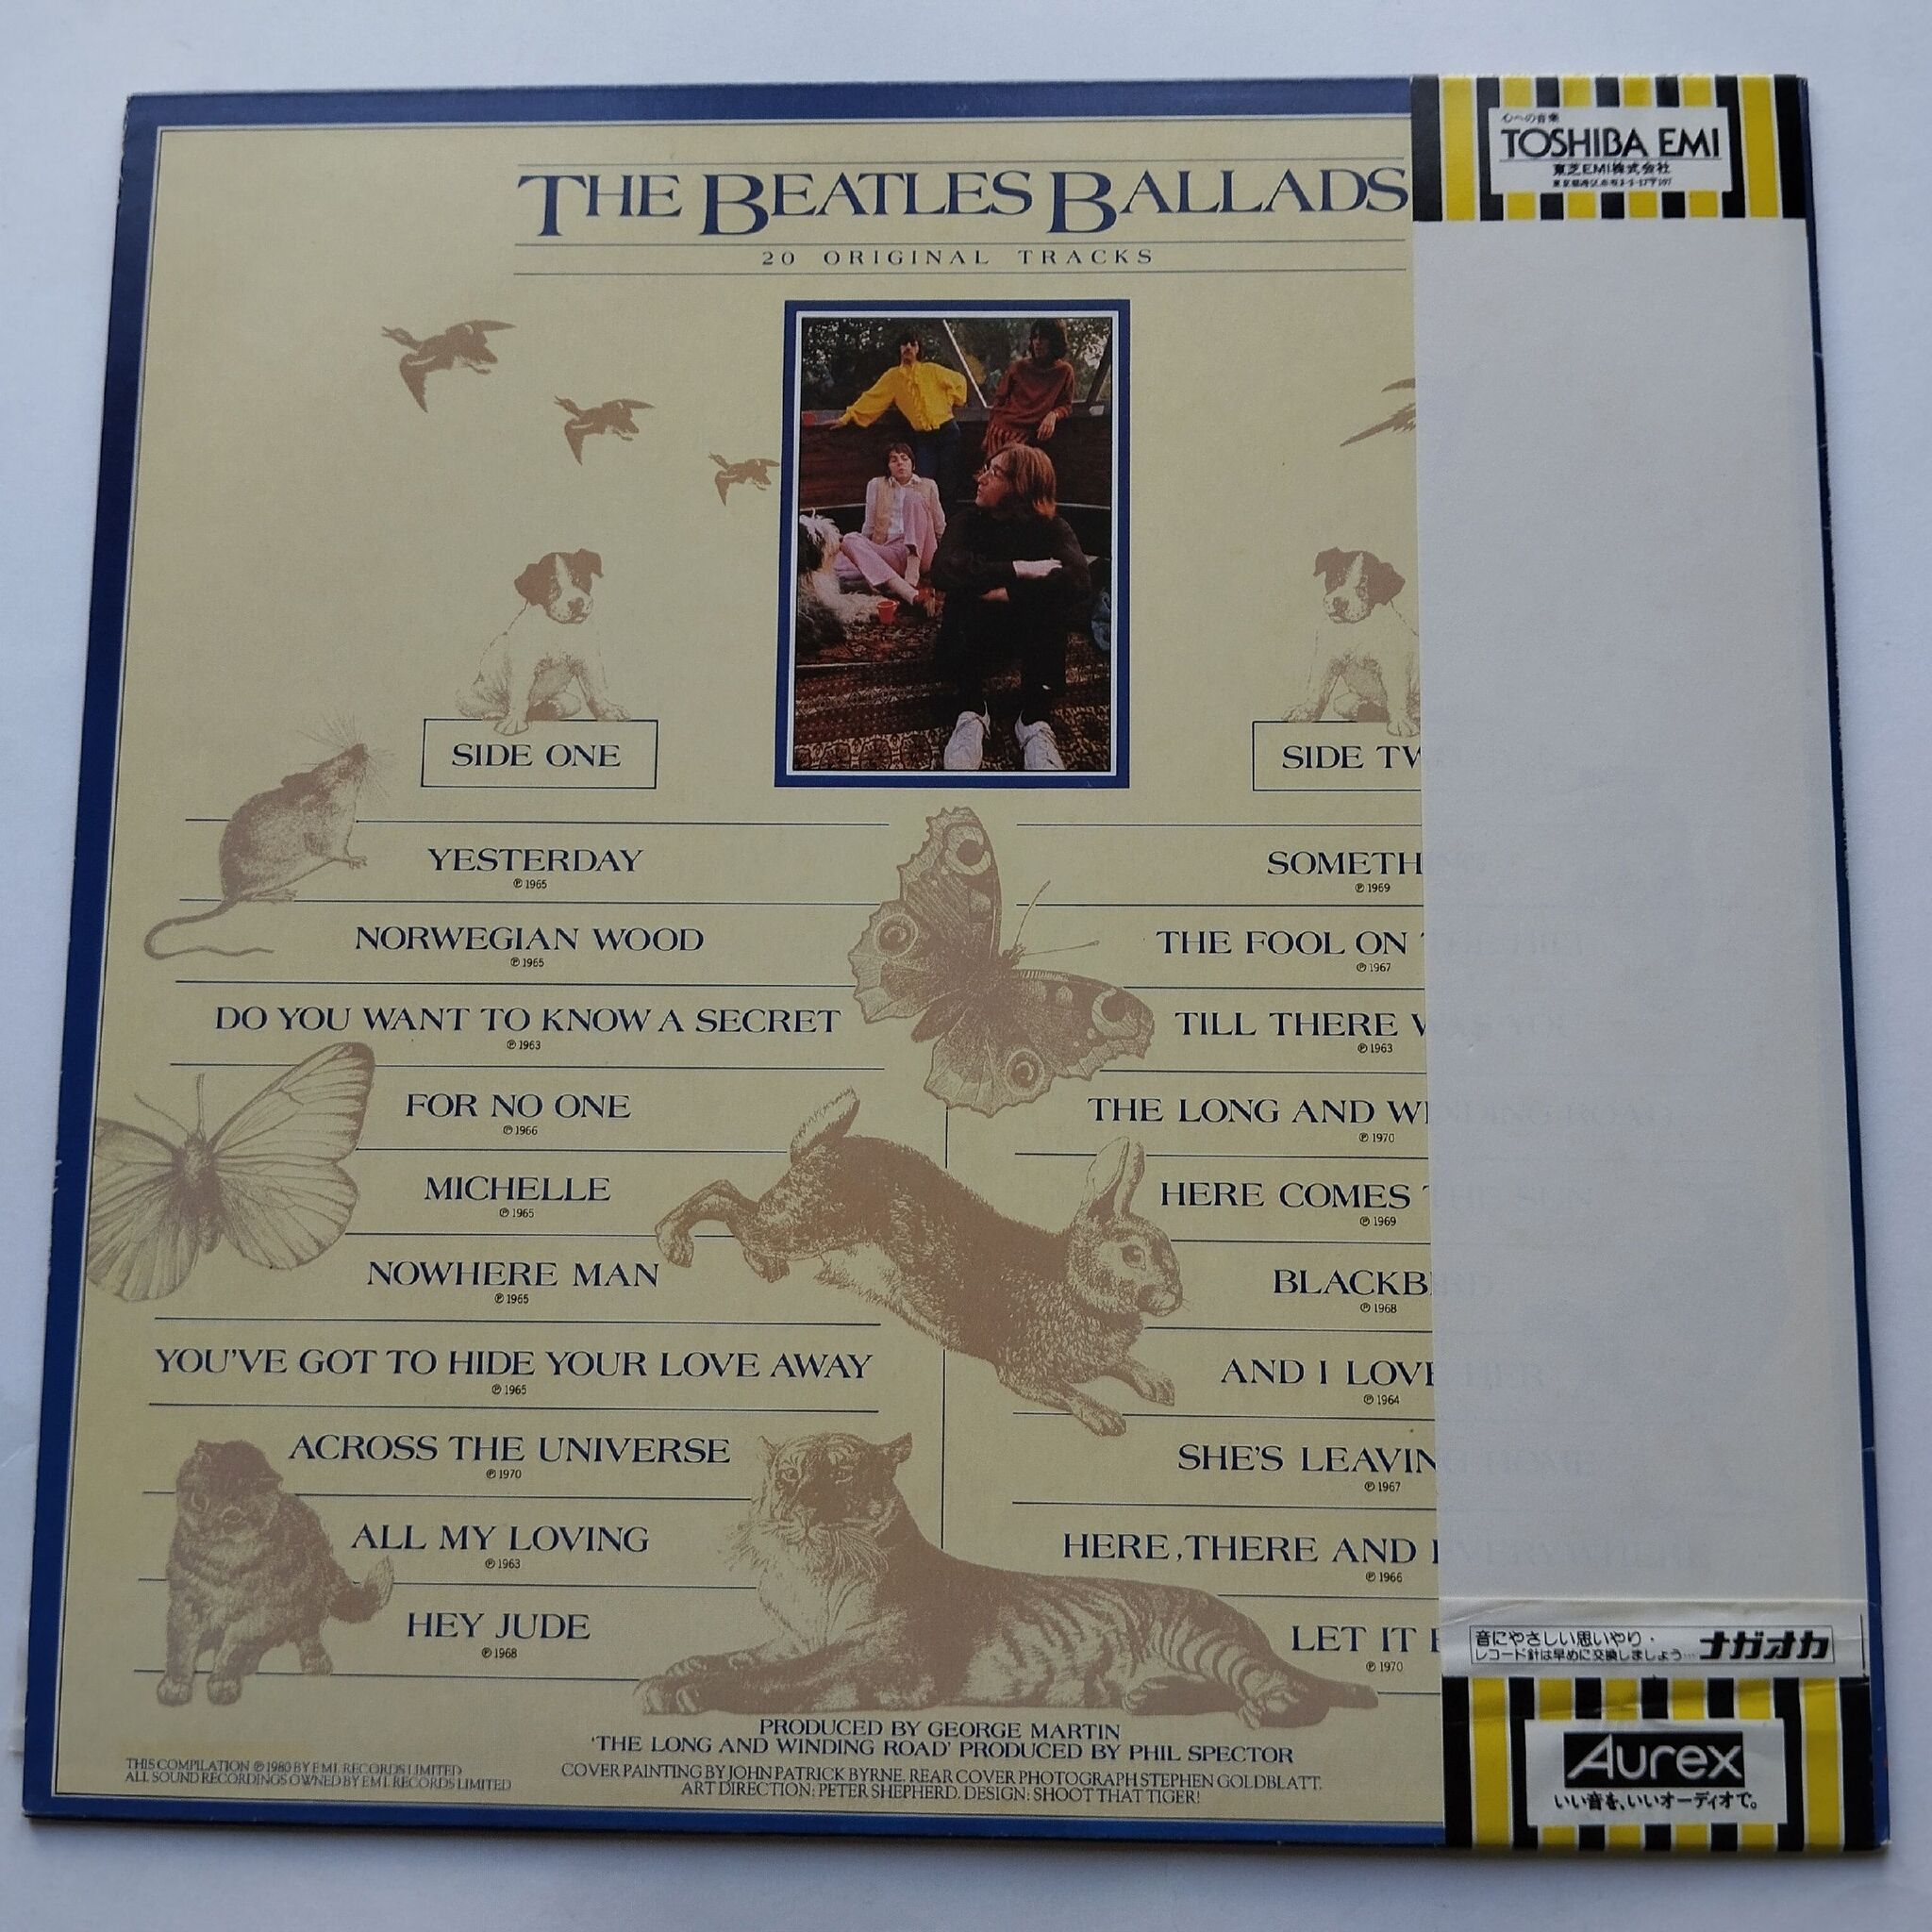 心への音楽
TOSHIBA EMI
東芝EMI株式会社
THE BEATLES BALLADS
20 ORIGINAL TRACKS
SIDE ONE
YESTERDAY
℗ 1965
NORWEGIAN WOOD
℗ 1965
DO YOU WANT TO KNOW A SECRET
℗ 1963
FOR NO ONE
℗ 1966
MICHELLE
℗ 1965
NOWHERE MAN
℗ 1965
YOU'VE GOT TO HIDE YOUR LOVE AWAY
℗ 1965
ACROSS THE UNIVERSE
℗ 1970
ALL MY LOVING
℗ 1963
HEY JUDE
℗ 1968
SIDE TW
SOMETH
℗ 1969
THE FOOL ON
℗ 1967
TILL THERE
℗ 1963
THE LONG AND WI
℗ 1970
HERE COMES
℗ 1969
BLACKB
℗ 1968
AND I LOVE
℗ 1964
SHE'S LEAVIN
℗ 1967
HERE, THERE AND
℗ 1966
LET IT
℗ 1970
PRODUCED BY GEORGE MARTIN
'THE LONG AND WINDING ROAD' PRODUCED BY PHIL SPECTOR
COVER PAINTING BY JOHN PATRICK BYRNE. REAR COVER PHOTOGRAPH STEPHEN GOLDBLATT.
ART DIRECTION: PETER SHEPHERD. DESIGN: SHOOT THAT TIGER!
THIS COMPILATION ℗ 1980 BY E.M.I. RECORDS LIMITED
ALL SOUND RECORDINGS OWNED BY E.M.I. RECORDS LIMITED
音にやさしい思いやり・
レコード針は早めに交換しましょう…ナガオカ
Aurex
いい音を、いいオーディオで。